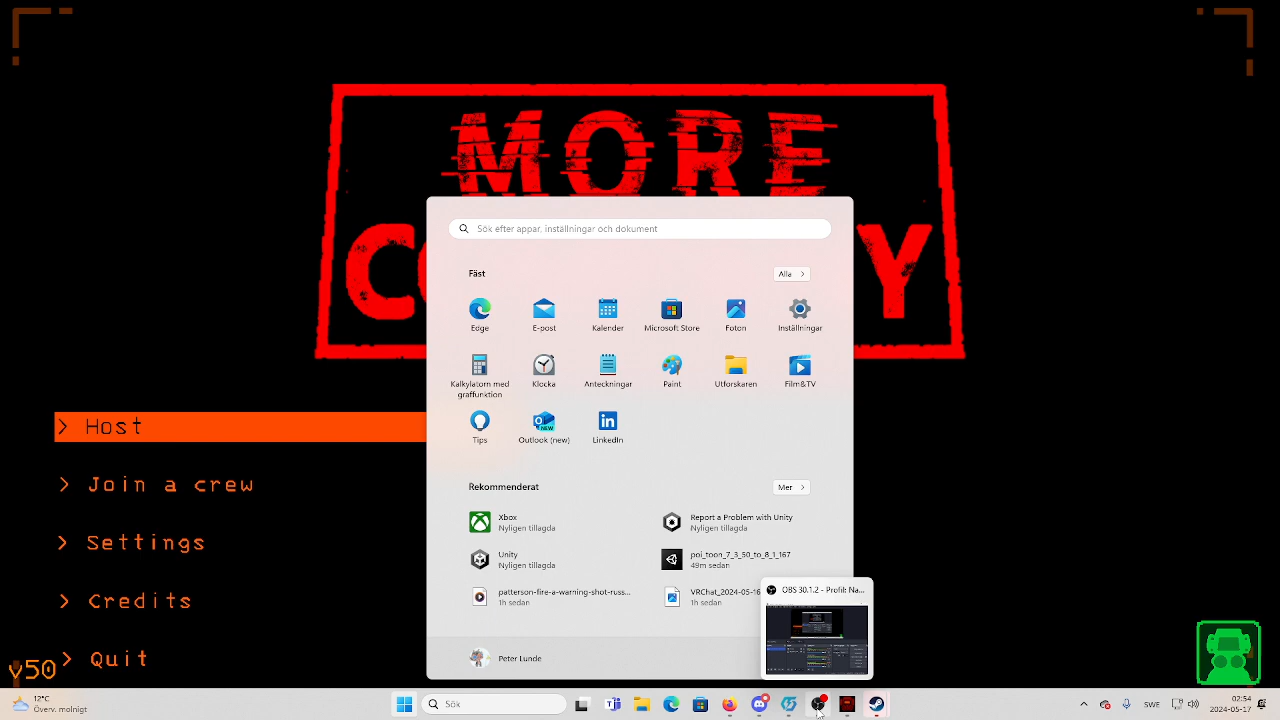 MORE
C
Y
Sök efter appar, inställningar och dokument
Fäst
Alla
Edge
E-post
Kalender
Microsoft Store
Foton
Inställningar
Kalkylatorn med graffunktion
Klocka
Anteckningar
Paint
Utforskaren
Film&TV
Tips
Outlook (new)
LinkedIn
Rekommenderat
Mer
Xbox
Nyligen tillagda
Report a Problem with Unity
Nyligen tillagda
Unity
Nyligen tillagda
poi_toon_7_3_50_to_8_1_167
49m sedan
patterson-fire-a-warning-shot-russ...
1h sedan
VRChat_2024-05-16
1h sedan
OBS 30.1.2 - Profil: Na...
Peter Lunde
> Host
> Join a crew
> Settings
> Credits
> Quit
v50
12°C
Överv. molnigt
Sök
SWE
02:54
2024-05-17